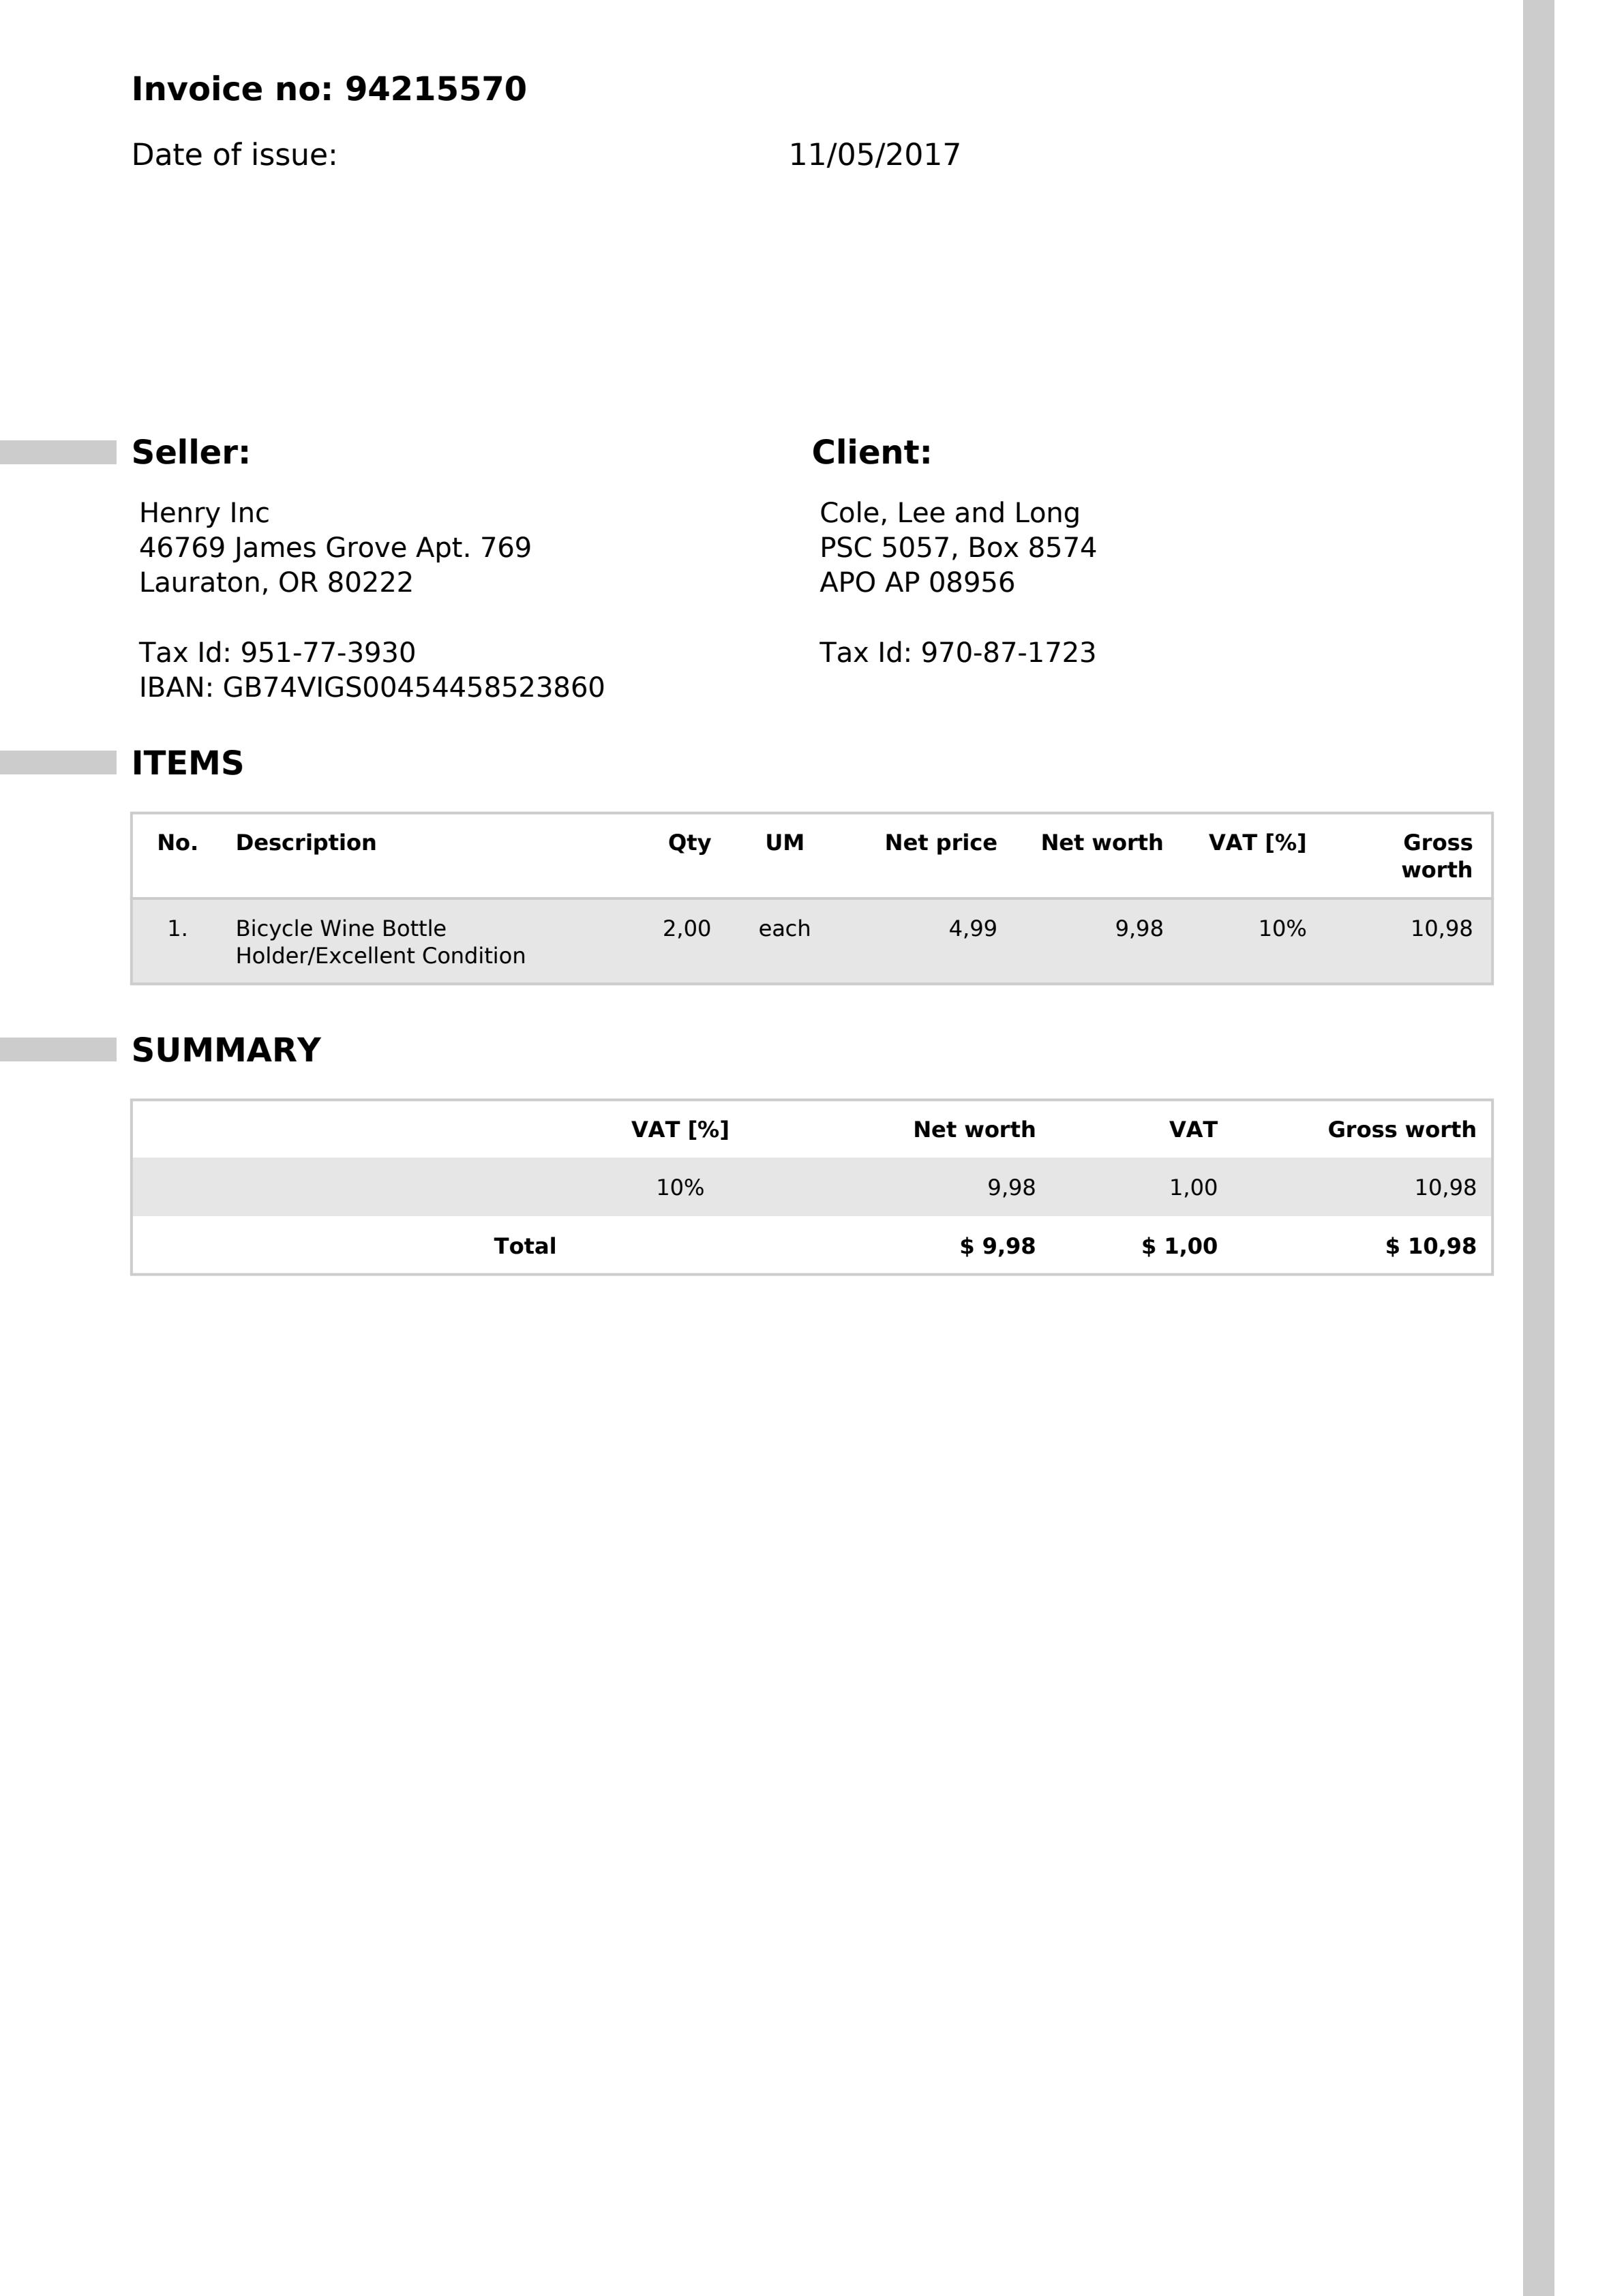 Invoice no: 94215570
Date of issue: 11/05/2017
Seller:
Henry Inc
46769 James Grove Apt. 769
Lauraton, OR 80222
Tax Id: 951-77-3930
IBAN: GB74VIGS00454458523860
Client:
Cole, Lee and Long
PSC 5057, Box 8574
APO AP 08956
Tax Id: 970-87-1723
ITEMS
No. Description Qty UM Net price Net worth VAT [%] Gross
worth
1. Bicycle Wine Bottle 2,00 each 4,99 9,98 10% 10,98
Holder/Excellent Condition
SUMMARY
VAT [%] Net worth VAT Gross worth
10% 9,98 1,00 10,98
Total $ 9,98 $ 1,00 $ 10,98